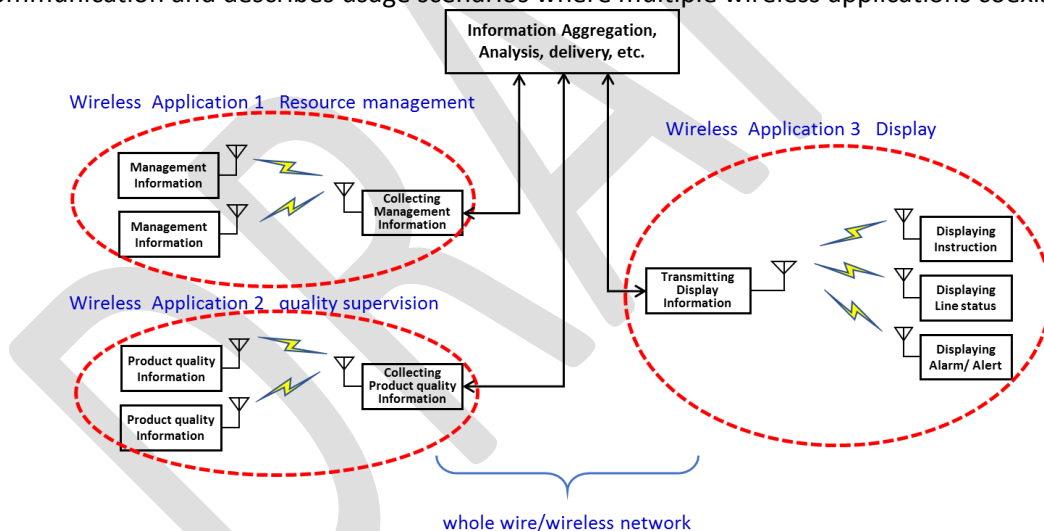 ommunication and describes usage scenarios where multiple wireless applications coexi
Information Aggregation,
Analysis, delivery, etc.
Wireless Application 1 Resource management
Management
Information
Management
Information
Collecting
Management
Information
Wireless Application 2 quality supervision
Product quality
Information
Product quality
Information
Collecting
Product quality
Information
Wireless Application 3 Display
Transmitting
Display
Information
Displaying
Instruction
Displaying
Line status
Displaying
Alarm/ Alert
whole wire/wireless network
DRA